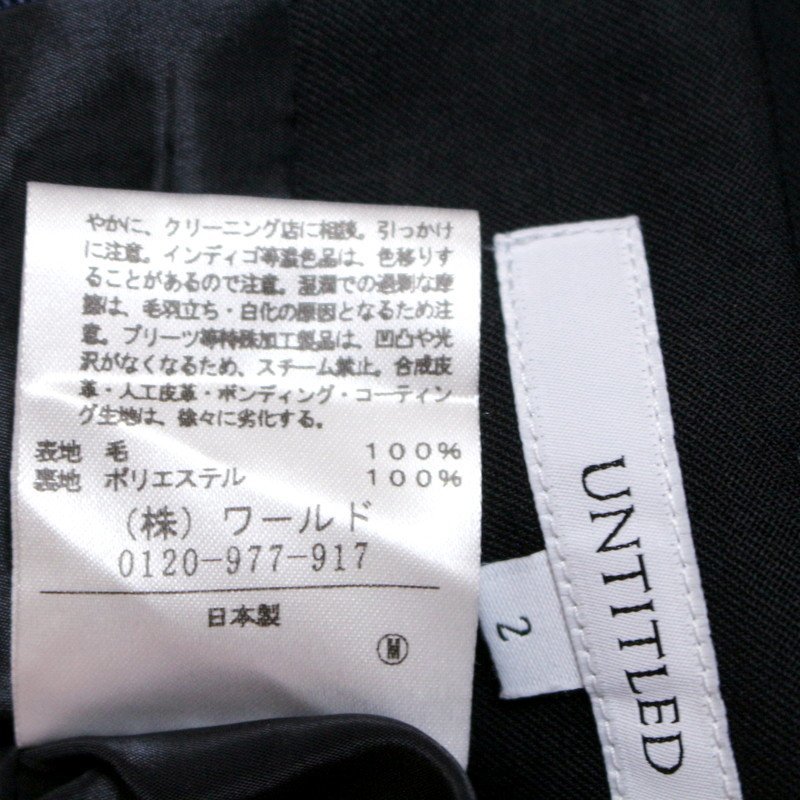 やかに、クリーニング店に相談。引っかけ
に注意。インディゴ等濃色品は、色移りす
ることがあるので注意。湿潤での過剰な摩
擦は、毛羽立ち・白化の原因となるため注
意。プリーツ等特殊加工製品は、凹凸や光
沢がなくなるため、スチーム禁止。合成皮
革・人工皮革・ボンディング・コーティン
グ生地は、徐々に劣化する。
表地 毛 100%
裏地 ポリエステル 100%
(株) ワールド
0120-977-917
日本製
M
2
UNTITLED